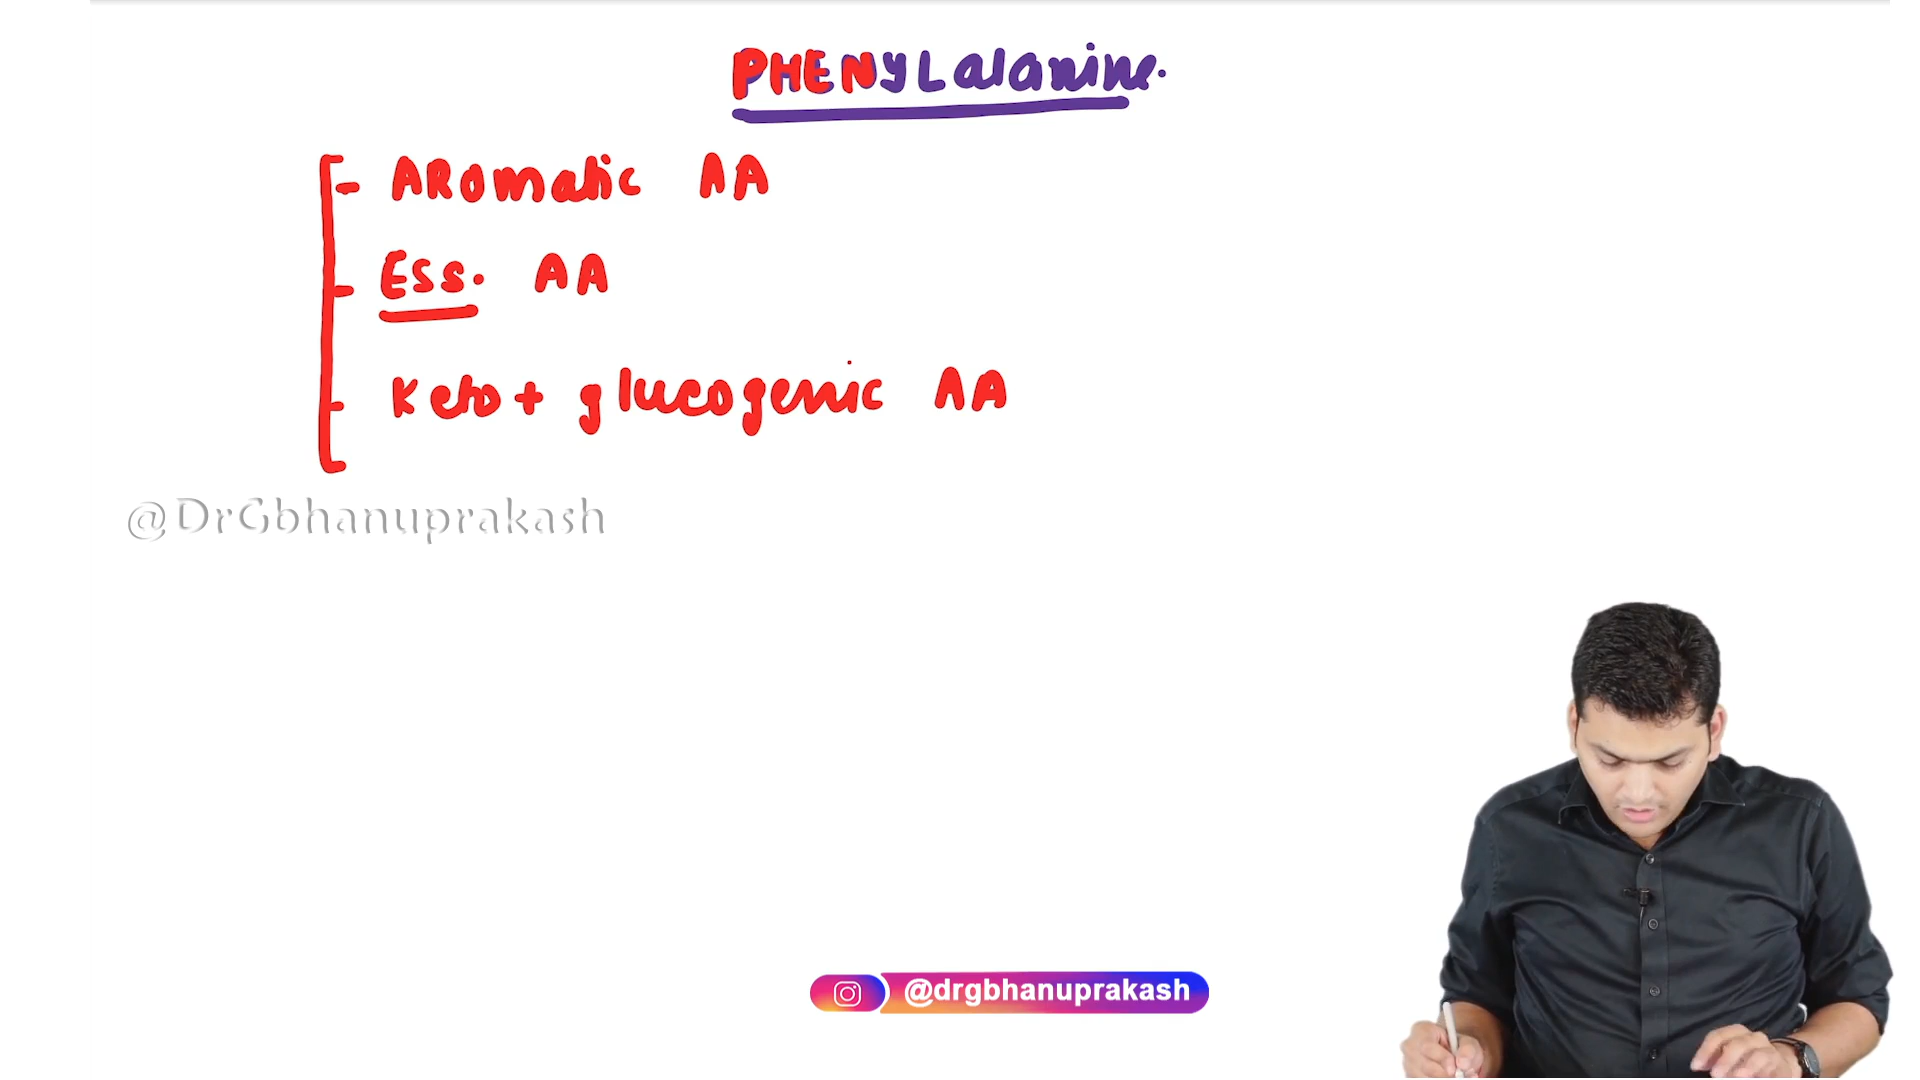 PHENYLalanine.
- ARomatic AA
- Ess. AA
- Keto + glucogenic AA
@DrGbhanuprakash
@drgbhanuprakash